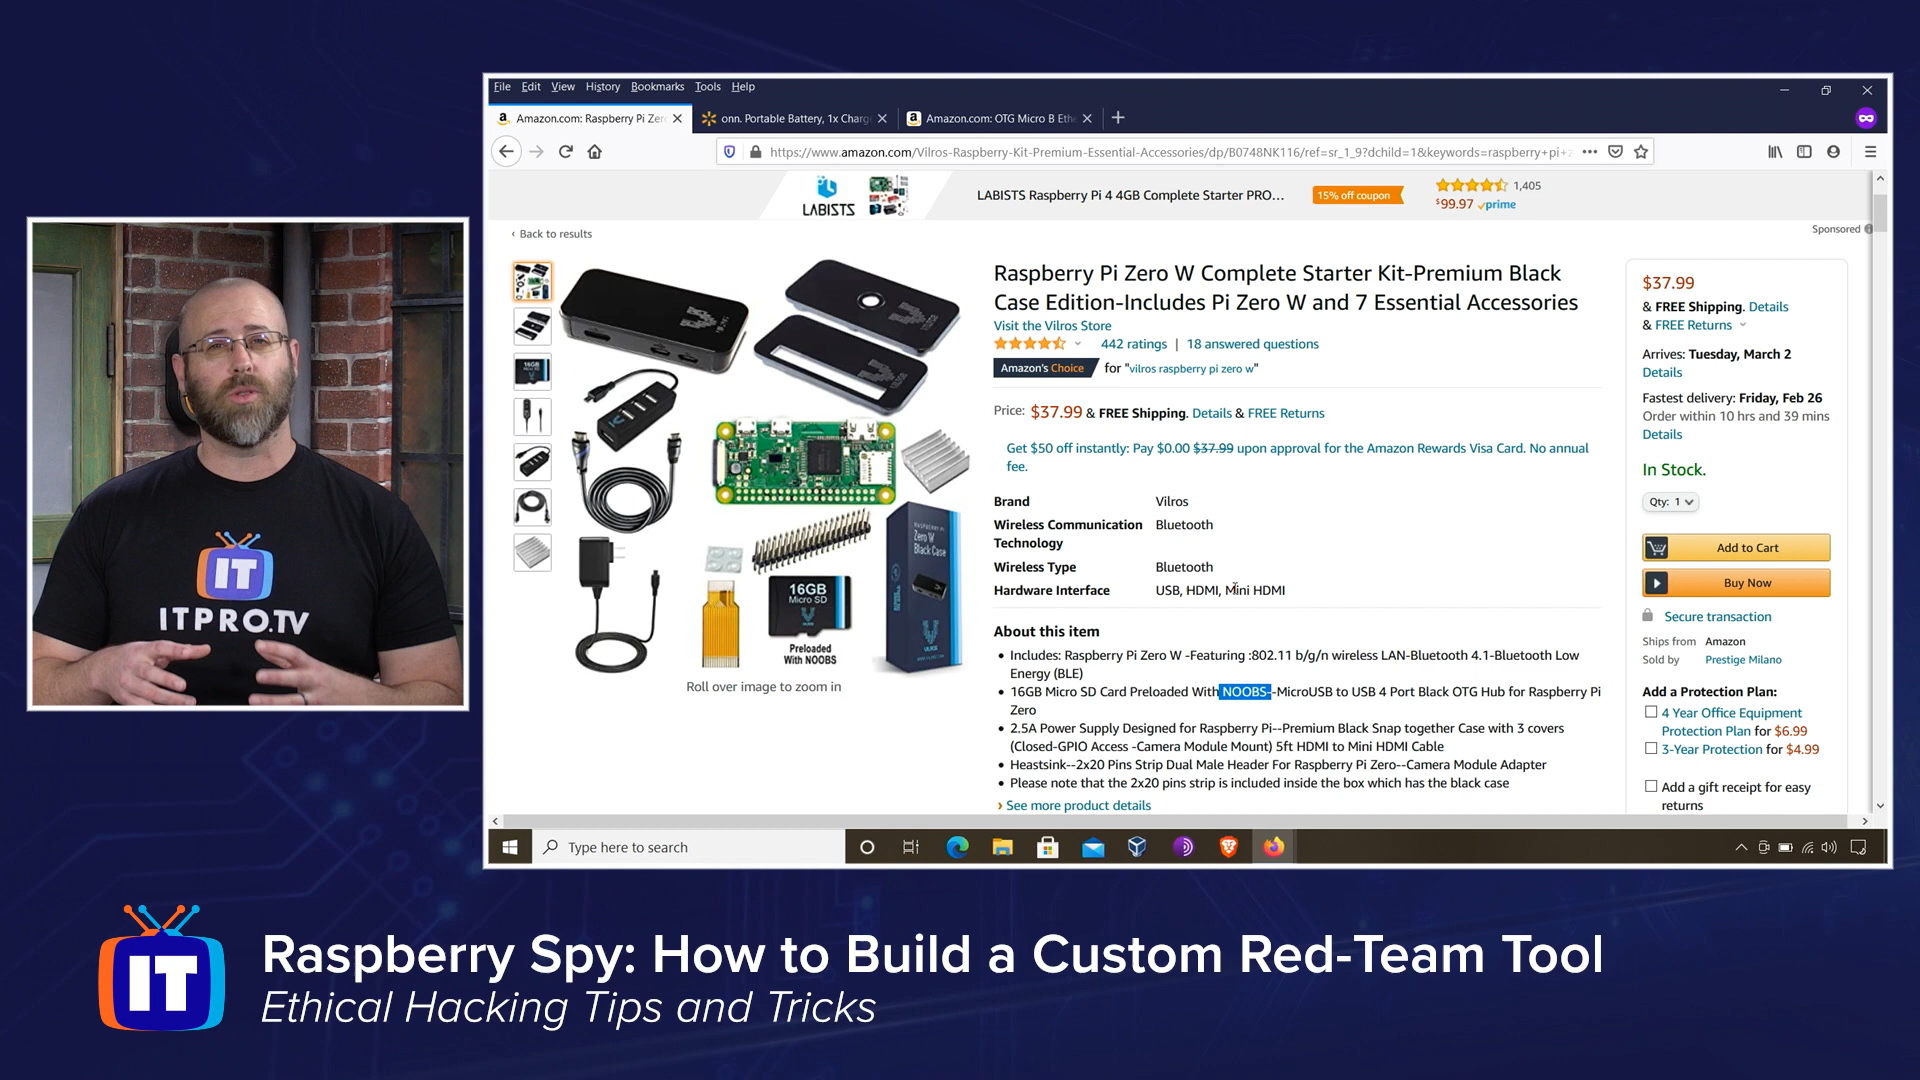 File Edit View History Bookmarks Tools Help
Amazon.com: Raspberry Pi Zer
onn. Portable Battery, 1x Charg
Amazon.com: OTG Micro B Ethe
https://www.amazon.com/Vilros-Raspberry-Kit-Premium-Essential-Accessories/dp/B0748NK116/ref=sr_1_9?dchild=1&keywords=raspberry+pi+z
LABISTS
LABISTS Raspberry Pi 4 4GB Complete Starter PRO...
15% off coupon
1,405
$99.97 prime
Sponsored
‹ Back to results
Raspberry Pi Zero W Complete Starter Kit-Premium Black
Case Edition-Includes Pi Zero W and 7 Essential Accessories
Visit the Vilros Store
442 ratings | 18 answered questions
Amazon's Choice for "vilros raspberry pi zero w"
Price: $37.99 & FREE Shipping. Details & FREE Returns
Get $50 off instantly: Pay $0.00 $37.99 upon approval for the Amazon Rewards Visa Card. No annual
fee.
Brand Vilros
Wireless Communication Bluetooth
Technology
Wireless Type Bluetooth
Hardware Interface USB, HDMI, Mini HDMI
About this item
• Includes: Raspberry Pi Zero W -Featuring :802.11 b/g/n wireless LAN-Bluetooth 4.1-Bluetooth Low
Energy (BLE)
• 16GB Micro SD Card Preloaded With NOOBS--MicroUSB to USB 4 Port Black OTG Hub for Raspberry Pi
Zero
• 2.5A Power Supply Designed for Raspberry Pi--Premium Black Snap together Case with 3 covers
(Closed-GPIO Access -Camera Module Mount) 5ft HDMI to Mini HDMI Cable
• Heastsink--2x20 Pins Strip Dual Male Header For Raspberry Pi Zero--Camera Module Adapter
• Please note that the 2x20 pins strip is included inside the box which has the black case
› See more product details
RASPBERRY PI
Zero W
Black Case
16GB
Micro SD
Preloaded
With NOOBS
Roll over image to zoom in
$37.99
& FREE Shipping. Details
& FREE Returns
Arrives: Tuesday, March 2
Details
Fastest delivery: Friday, Feb 26
Order within 10 hrs and 39 mins
Details
In Stock.
Qty: 1
Add to Cart
Buy Now
Secure transaction
Ships from Amazon
Sold by Prestige Milano
Add a Protection Plan:
4 Year Office Equipment
Protection Plan for $6.99
3-Year Protection for $4.99
Add a gift receipt for easy
returns
Type here to search
IT
ITPRO.TV
IT
Raspberry Spy: How to Build a Custom Red-Team Tool
Ethical Hacking Tips and Tricks